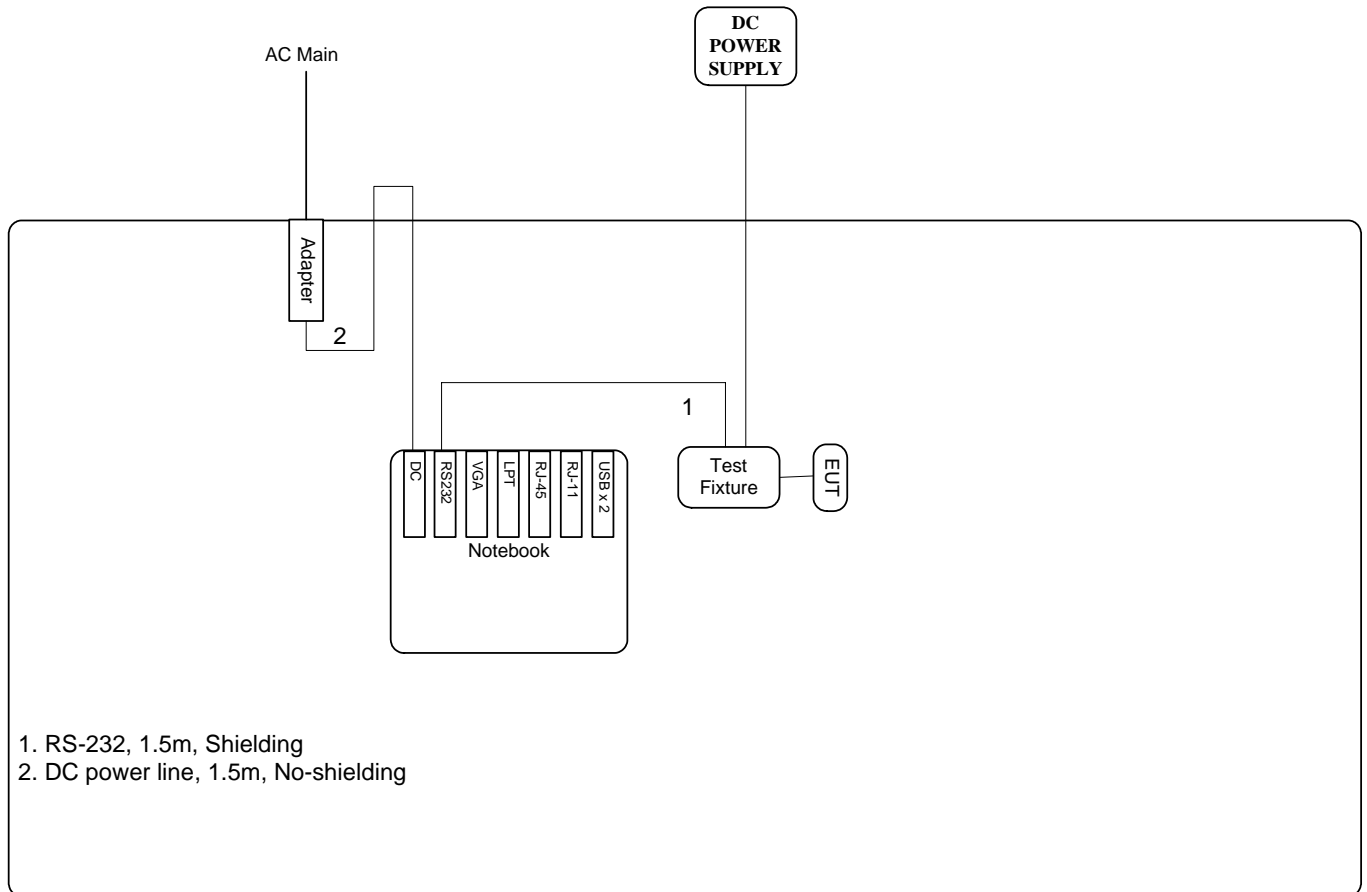 DC
POWER
SUPPLY
AC Main
Adapter
2
1
DC
RS232
VGA
LPT
RJ-45
RJ-11
USB x 2
Notebook
Test
Fixture
EUT
1. RS-232, 1.5m, Shielding
2. DC power line, 1.5m, No-shielding